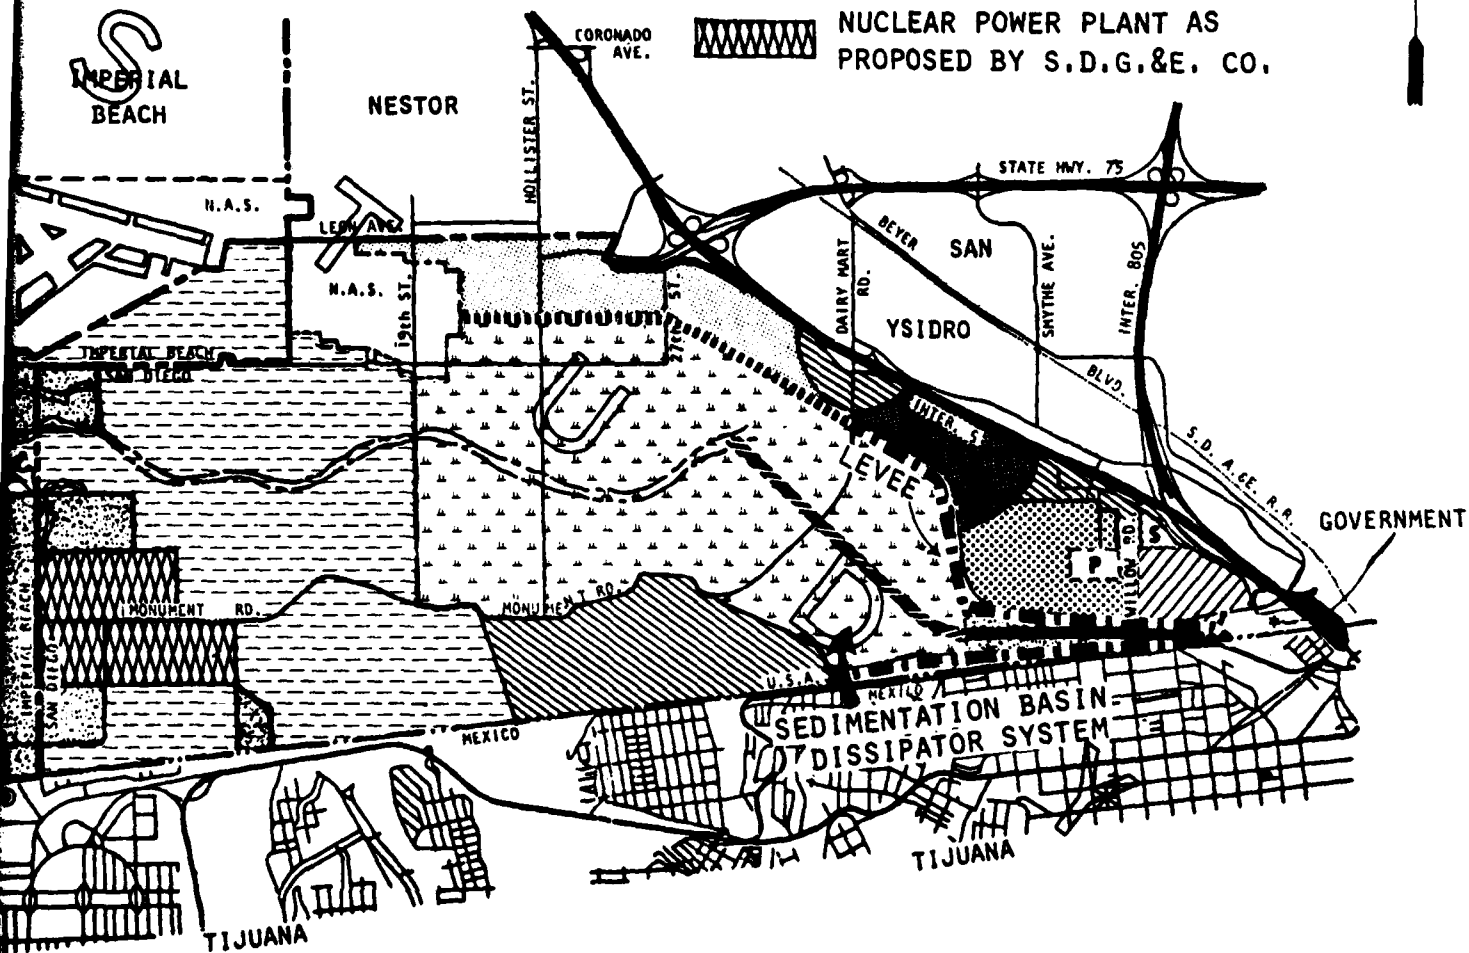 NUCLEAR POWER PLANT AS
PROPOSED BY S.D.G.&E. CO.
CORONADO
AVE.
S
IMPERIAL
BEACH
NESTOR
HOLLISTER ST.
STATE HWY. 75
N.A.S.
LEON AVE.
BEYER
SAN
DAIRY MART
RD.
SMYTHE AVE.
INTER. 805
N.A.S.
19th ST.
27th ST.
YSIDRO
IMPERIAL BEACH
SAN DIEGO
BLVD.
INTER. 5
S.D. A.&E. R.R.
LEVEE
GOVERNMENT
S
P
WILLOW RD.
MONUMENT RD.
MONUMENT RD.
IMPERIAL BEACH
SAN DIEGO
U.S.A.
MEXICO
MEXICO
SEDIMENTATION BASIN
DISSIPATOR SYSTEM
TIJUANA
TIJUANA